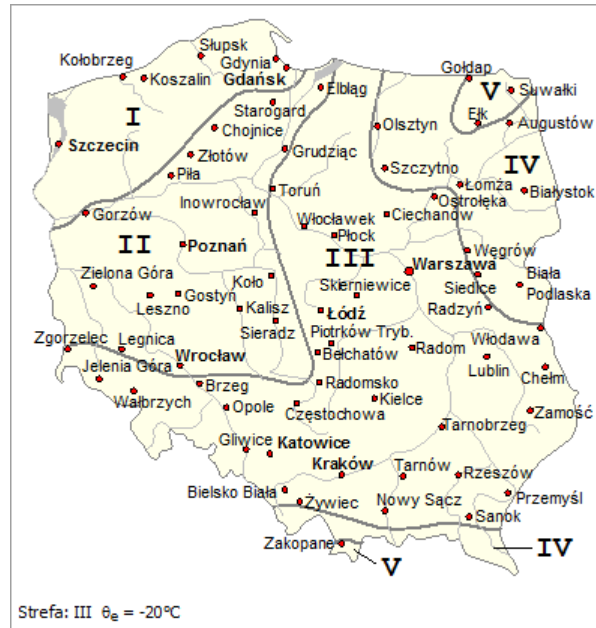 Słupsk
Kołobrzeg
Gdynia
Koszalin
Gdańsk
Gołdap
Suwałki
V
Elbląg
I
Starogard
Ełk
Augustów
Chojnice
Olsztyn
Szczecin
Złotów
Grudziąc
Szczytno
IV
Piła
Toruń
Łomża
Białystok
Inowrocław
Ostrołęka
Gorzów
Włocławek
Ciechanów
II
Poznań
Płock
Węgrów
III
Warszawa
Zielona Góra
Koło
Skierniewice
Siedlce
Biała
Podlaska
Gostyń
Leszno
Kalisz
Łódź
Radzyń
Sieradz
Piotrków Tryb.
Zgorzelec
Legnica
Włodawa
Wrocław
Bełchatów
Radom
Lublin
Jelenia Góra
Chełm
Brzeg
Radomsko
Wałbrzych
Kielce
Opole
Częstochowa
Zamość
Tarnobrzeg
Gliwice
Katowice
Kraków
Tarnów
Rzeszów
Bielsko Biała
Żywiec
Nowy Sącz
Przemyśl
Sanok
Zakopane
V
IV
Strefa: III θe = -20°C